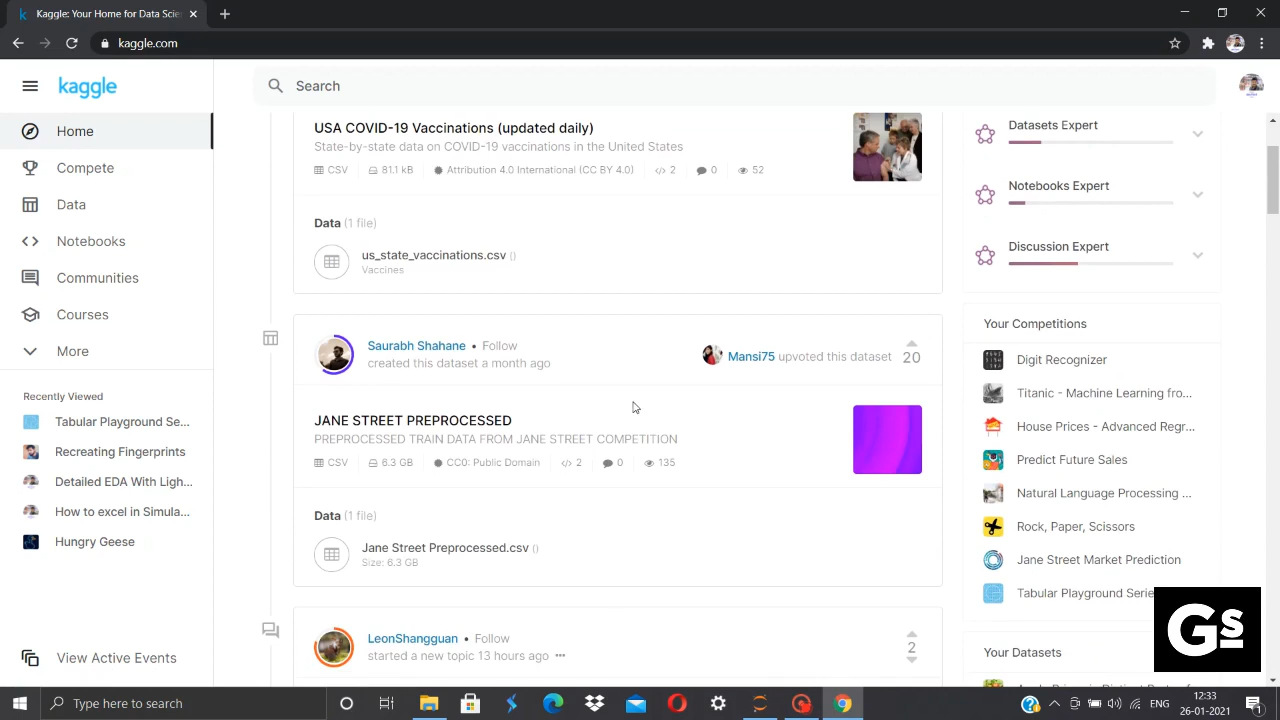 Kaggle: Your Home for Data Scien
kaggle.com
kaggle
Search
Home
Compete
Data
Notebooks
Communities
Courses
More
Recently Viewed
Tabular Playground Se...
Recreating Fingerprints
Detailed EDA With Ligh...
How to excel in Simula...
Hungry Geese
View Active Events
USA COVID-19 Vaccinations (updated daily)
State-by-state data on COVID-19 vaccinations in the United States
CSV 81.1 kB Attribution 4.0 International (CC BY 4.0) 2 0 52
Data (1 file)
us_state_vaccinations.csv ()
Vaccines
Saurabh Shahane • Follow
created this dataset a month ago
Mansi75 upvoted this dataset 20
JANE STREET PREPROCESSED
PREPROCESSED TRAIN DATA FROM JANE STREET COMPETITION
CSV 6.3 GB CC0: Public Domain 2 0 135
Data (1 file)
Jane Street Preprocessed.csv ()
Size: 6.3 GB
LeonShangguan • Follow
started a new topic 13 hours ago •••
2
Datasets Expert
Notebooks Expert
Discussion Expert
Your Competitions
Digit Recognizer
Titanic - Machine Learning fro...
House Prices - Advanced Regr...
Predict Future Sales
Natural Language Processing ...
Rock, Paper, Scissors
Jane Street Market Prediction
Tabular Playground Serie
Your Datasets
Gs
Type here to search
ENG
12:33
26-01-2021